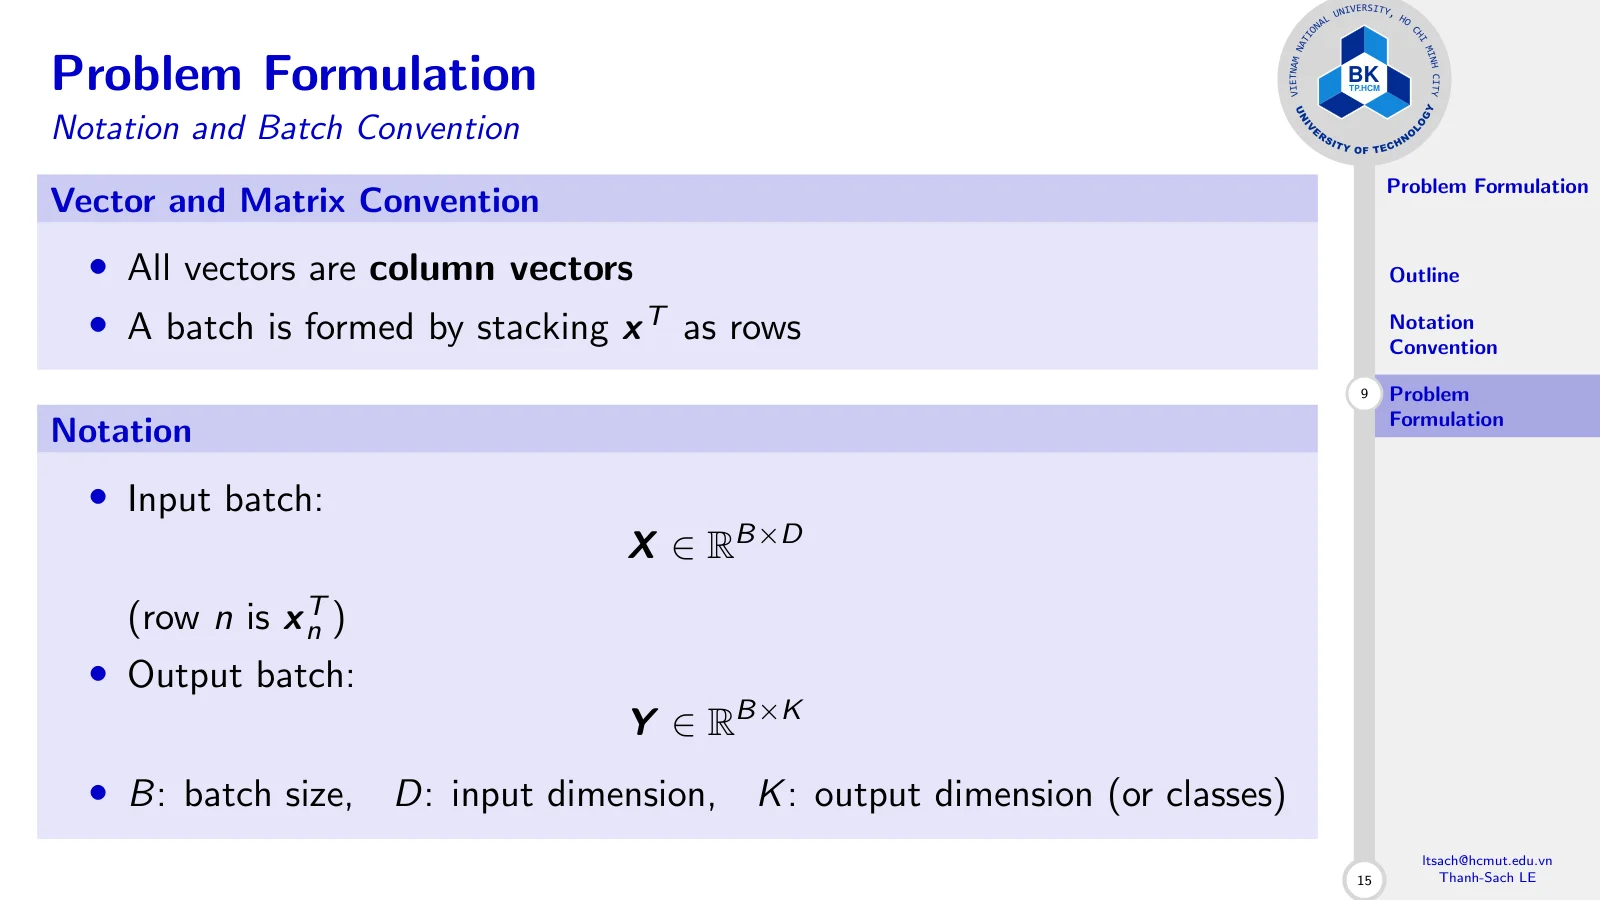 Problem Formulation
Notation and Batch Convention
Vector and Matrix Convention
• All vectors are column vectors
• A batch is formed by stacking x^T as rows
Notation
• Input batch:
X ∈ ℝ^{B×D}
(row n is x_n^T)
• Output batch:
Y ∈ ℝ^{B×K}
• B: batch size, D: input dimension, K: output dimension (or classes)
VIETNAM NATIONAL UNIVERSITY, HO CHI MINH CITY
BK
TP.HCM
UNIVERSITY OF TECHNOLOGY
Problem Formulation
Outline
Notation
Convention
9
Problem
Formulation
ltsach@hcmut.edu.vn
Thanh-Sach LE
15